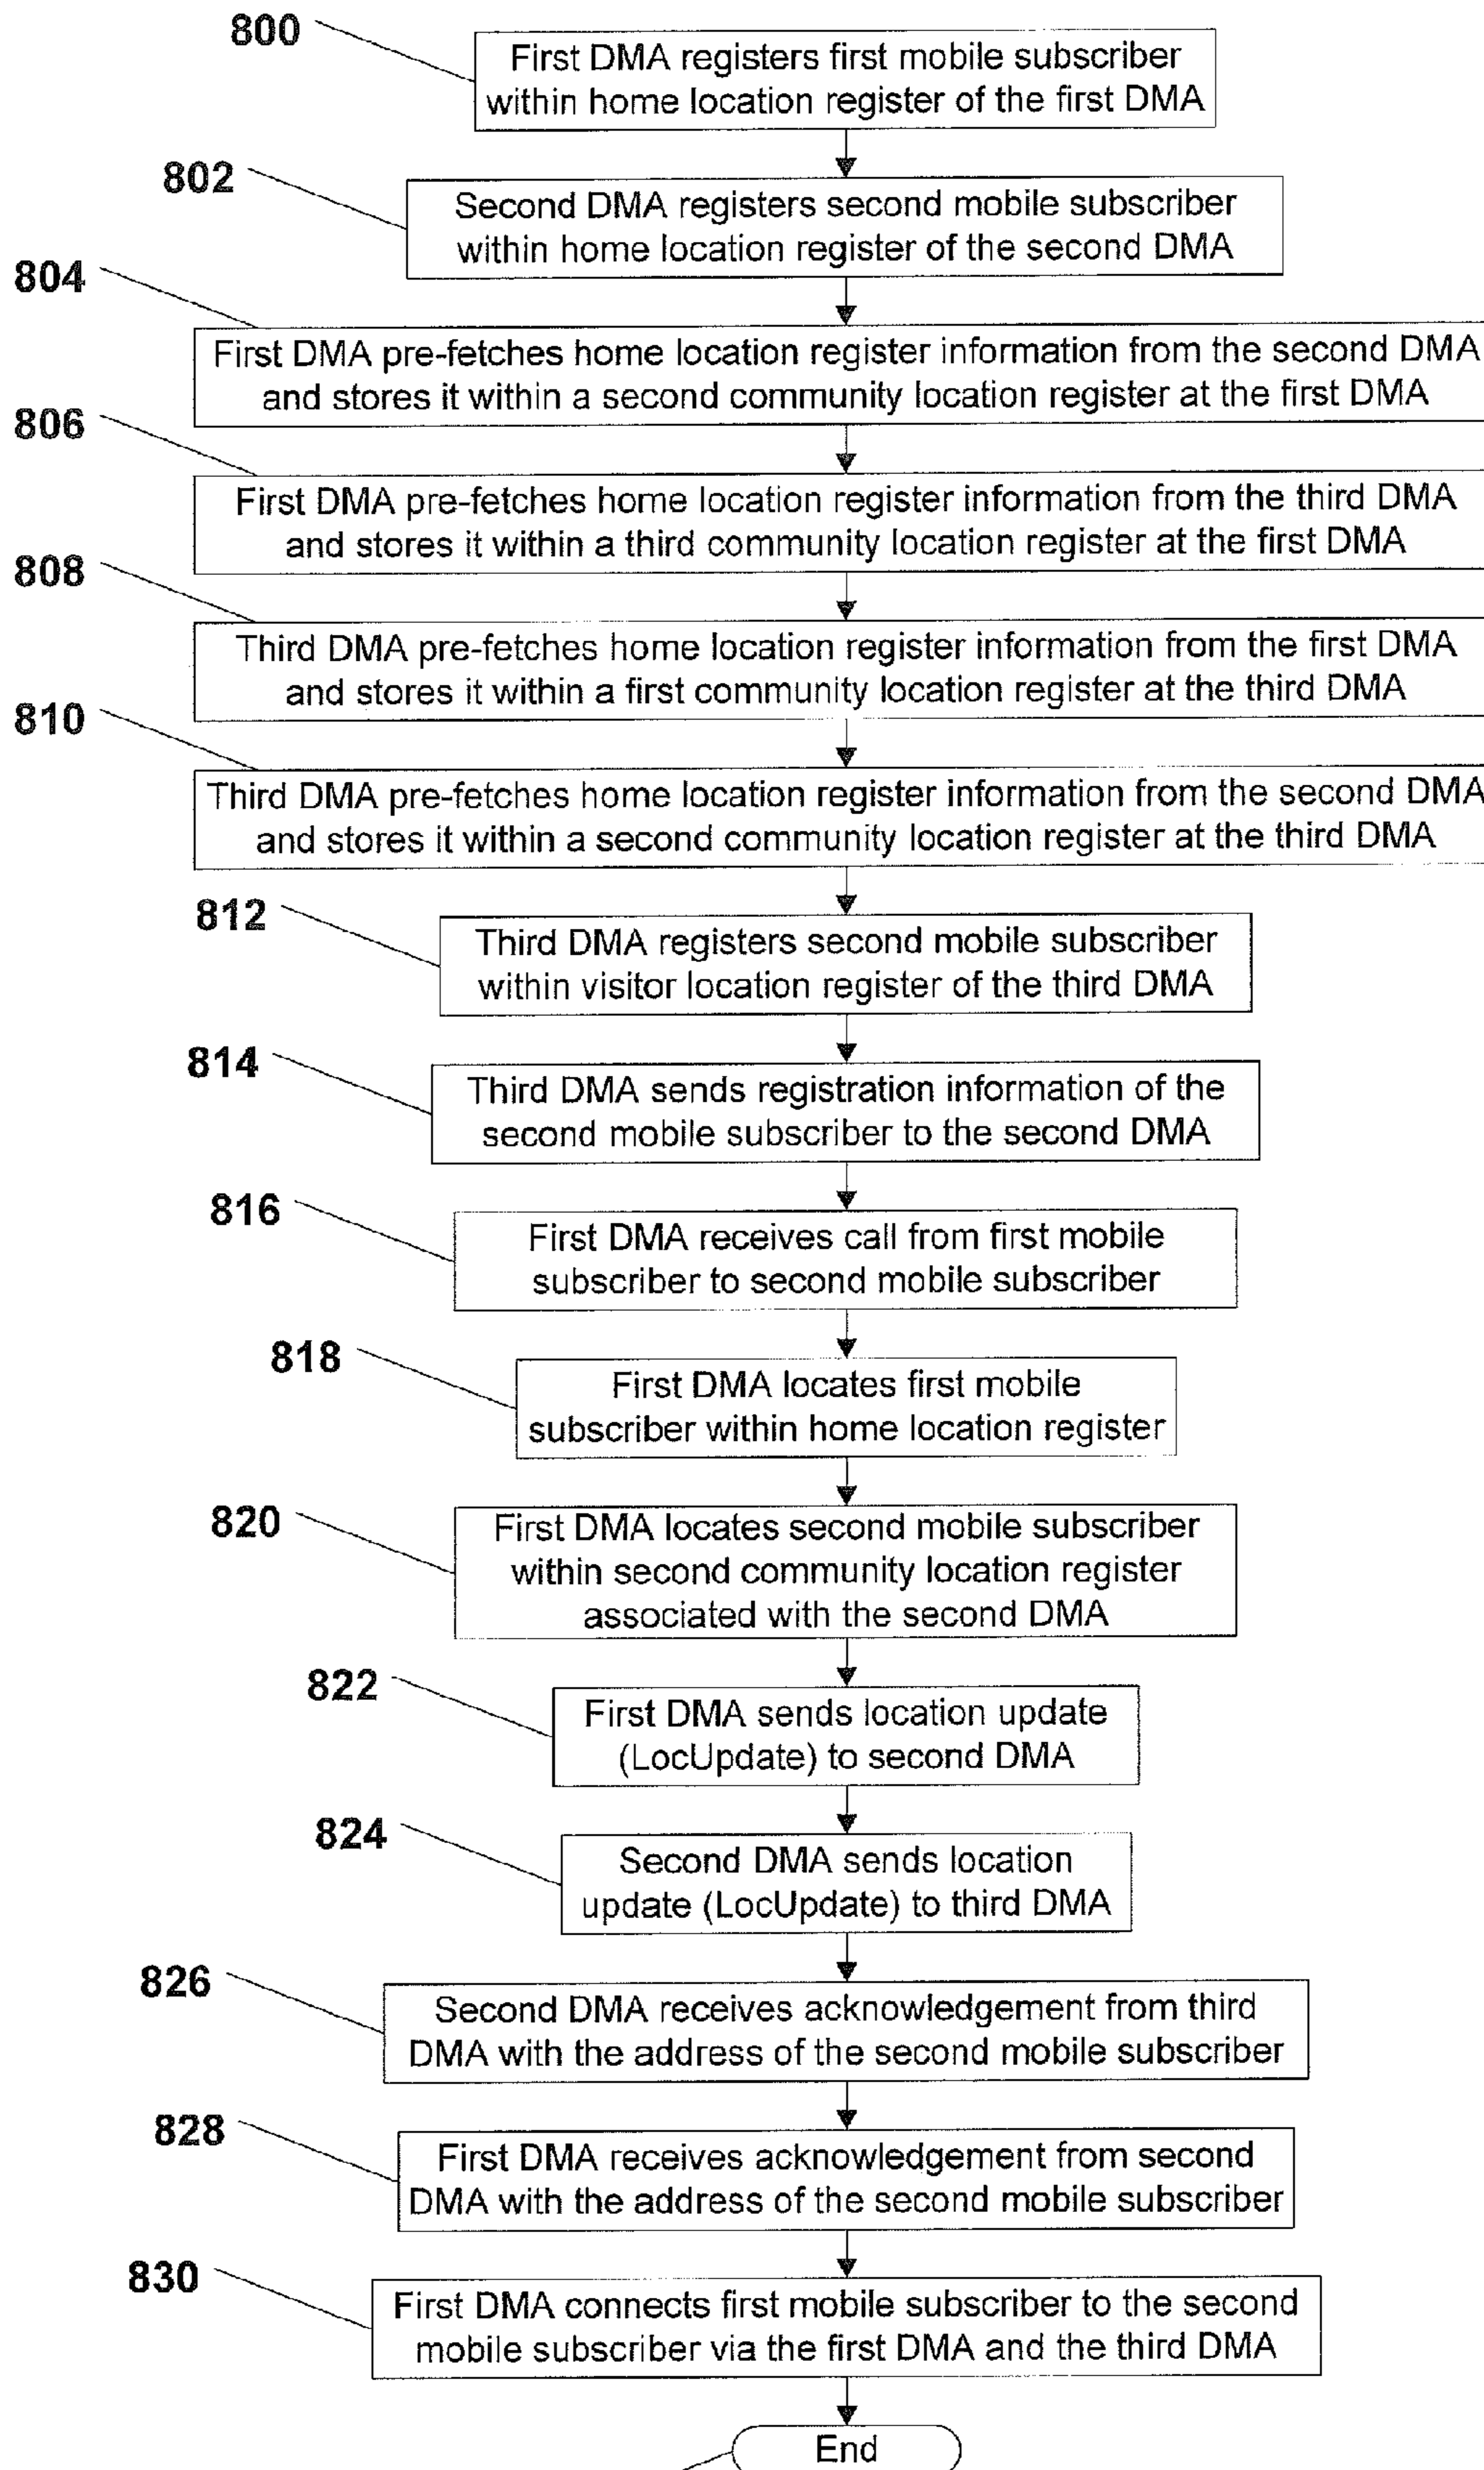 800
First DMA registers first mobile subscriber
within home location register of the first DMA
802
Second DMA registers second mobile subscriber
within home location register of the second DMA
804
First DMA pre-fetches home location register information from the second DMA
and stores it within a second community location register at the first DMA
806
First DMA pre-fetches home location register information from the third DMA
and stores it within a third community location register at the first DMA
808
Third DMA pre-fetches home location register information from the first DMA
and stores it within a first community location register at the third DMA
810
Third DMA pre-fetches home location register information from the second DMA
and stores it within a second community location register at the third DMA
812
Third DMA registers second mobile subscriber
within visitor location register of the third DMA
814
Third DMA sends registration information of the
second mobile subscriber to the second DMA
816
First DMA receives call from first mobile
subscriber to second mobile subscriber
818
First DMA locates first mobile
subscriber within home location register
820
First DMA locates second mobile subscriber
within second community location register
associated with the second DMA
822
First DMA sends location update
(LocUpdate) to second DMA
824
Second DMA sends location
update (LocUpdate) to third DMA
826
Second DMA receives acknowledgement from third
DMA with the address of the second mobile subscriber
828
First DMA receives acknowledgement from second
DMA with the address of the second mobile subscriber
830
First DMA connects first mobile subscriber to the second
mobile subscriber via the first DMA and the third DMA
End